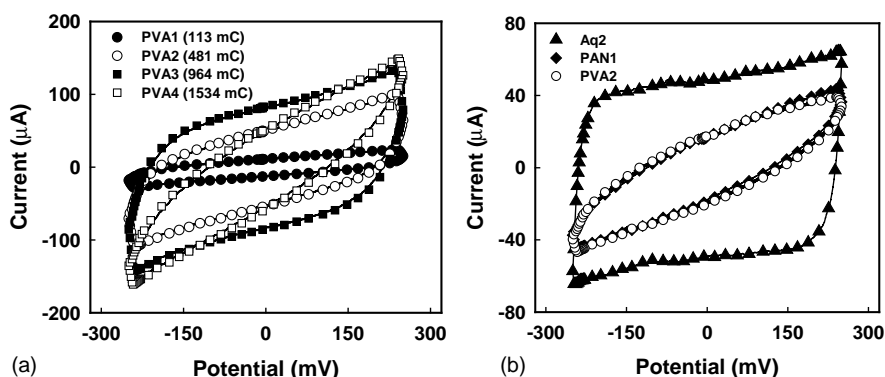 200
100
0
-100
-200
Current (µA)
PVA1 (113 mC)
PVA2 (481 mC)
PVA3 (964 mC)
PVA4 (1534 mC)
-300
-150
0
150
300
Potential (mV)
(a)
80
40
0
-40
-80
Current (µA)
Aq2
PAN1
PVA2
-300
-150
0
150
300
Potential (mV)
(b)